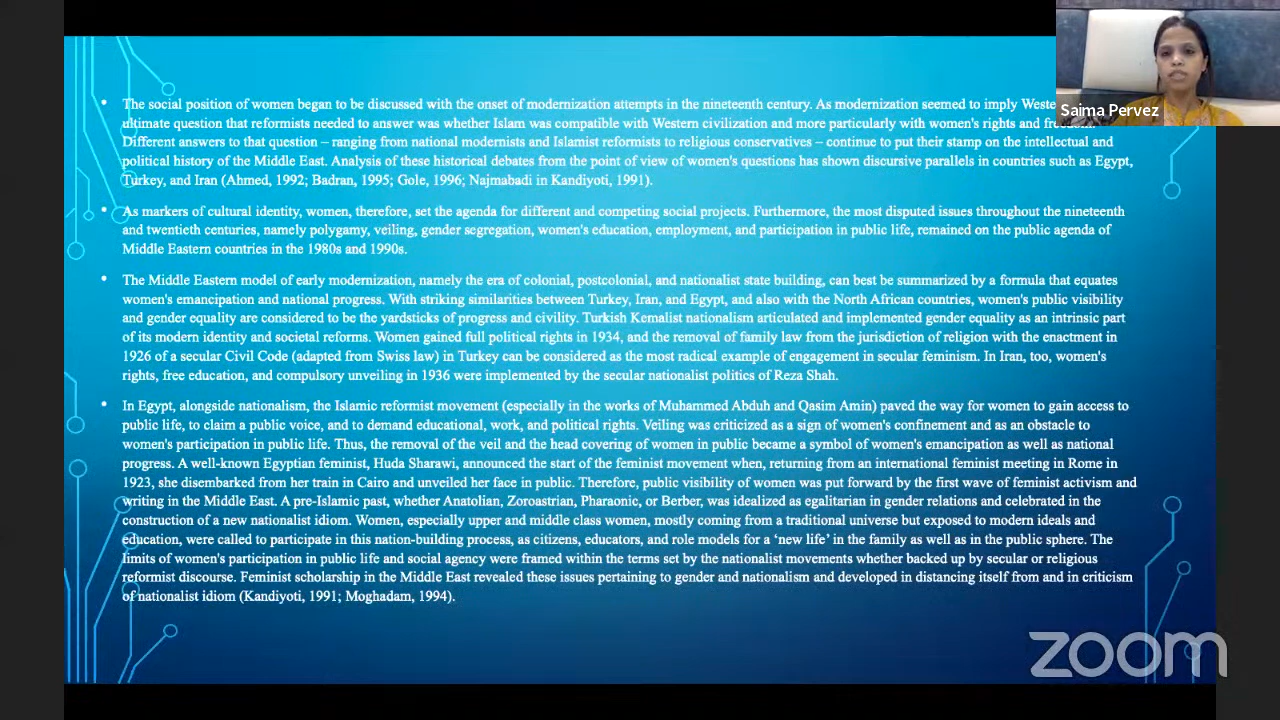 • The social position of women began to be discussed with the onset of modernization attempts in the nineteenth century. As modernization seemed to imply Weste
ultimate question that reformists needed to answer was whether Islam was compatible with Western civilization and more particularly with women's rights and
Different answers to that question – ranging from national modernists and Islamist reformists to religious conservatives – continue to put their stamp on the intellectual and
political history of the Middle East. Analysis of these historical debates from the point of view of women's questions has shown discursive parallels in countries such as Egypt,
Turkey, and Iran (Ahmed, 1992; Badran, 1995; Gole, 1996; Najmabadi in Kandiyoti, 1991).
• As markers of cultural identity, women, therefore, set the agenda for different and competing social projects. Furthermore, the most disputed issues throughout the nineteenth
and twentieth centuries, namely polygamy, veiling, gender segregation, women's education, employment, and participation in public life, remained on the public agenda of
Middle Eastern countries in the 1980s and 1990s.
• The Middle Eastern model of early modernization, namely the era of colonial, postcolonial, and nationalist state building, can best be summarized by a formula that equates
women's emancipation and national progress. With striking similarities between Turkey, Iran, and Egypt, and also with the North African countries, women's public visibility
and gender equality are considered to be the yardsticks of progress and civility. Turkish Kemalist nationalism articulated and implemented gender equality as an intrinsic part
of its modern identity and societal reforms. Women gained full political rights in 1934, and the removal of family law from the jurisdiction of religion with the enactment in
1926 of a secular Civil Code (adapted from Swiss law) in Turkey can be considered as the most radical example of engagement in secular feminism. In Iran, too, women's
rights, free education, and compulsory unveiling in 1936 were implemented by the secular nationalist politics of Reza Shah.
• In Egypt, alongside nationalism, the Islamic reformist movement (especially in the works of Muhammed Abduh and Qasim Amin) paved the way for women to gain access to
public life, to claim a public voice, and to demand educational, work, and political rights. Veiling was criticized as a sign of women's confinement and as an obstacle to
women's participation in public life. Thus, the removal of the veil and the head covering of women in public became a symbol of women's emancipation as well as national
progress. A well-known Egyptian feminist, Huda Sharawi, announced the start of the feminist movement when, returning from an international feminist meeting in Rome in
1923, she disembarked from her train in Cairo and unveiled her face in public. Therefore, public visibility of women was put forward by the first wave of feminist activism and
writing in the Middle East. A pre-Islamic past, whether Anatolian, Zoroastrian, Pharaonic, or Berber, was idealized as egalitarian in gender relations and celebrated in the
construction of a new nationalist idiom. Women, especially upper and middle class women, mostly coming from a traditional universe but exposed to modern ideals and
education, were called to participate in this nation-building process, as citizens, educators, and role models for a ‘new life’ in the family as well as in the public sphere. The
limits of women's participation in public life and social agency were framed within the terms set by the nationalist movements whether backed up by secular or religious
reformist discourse. Feminist scholarship in the Middle East revealed these issues pertaining to gender and nationalism and developed in distancing itself from and in criticism
of nationalist idiom (Kandiyoti, 1991; Moghadam, 1994).
Saima Pervez
zoom